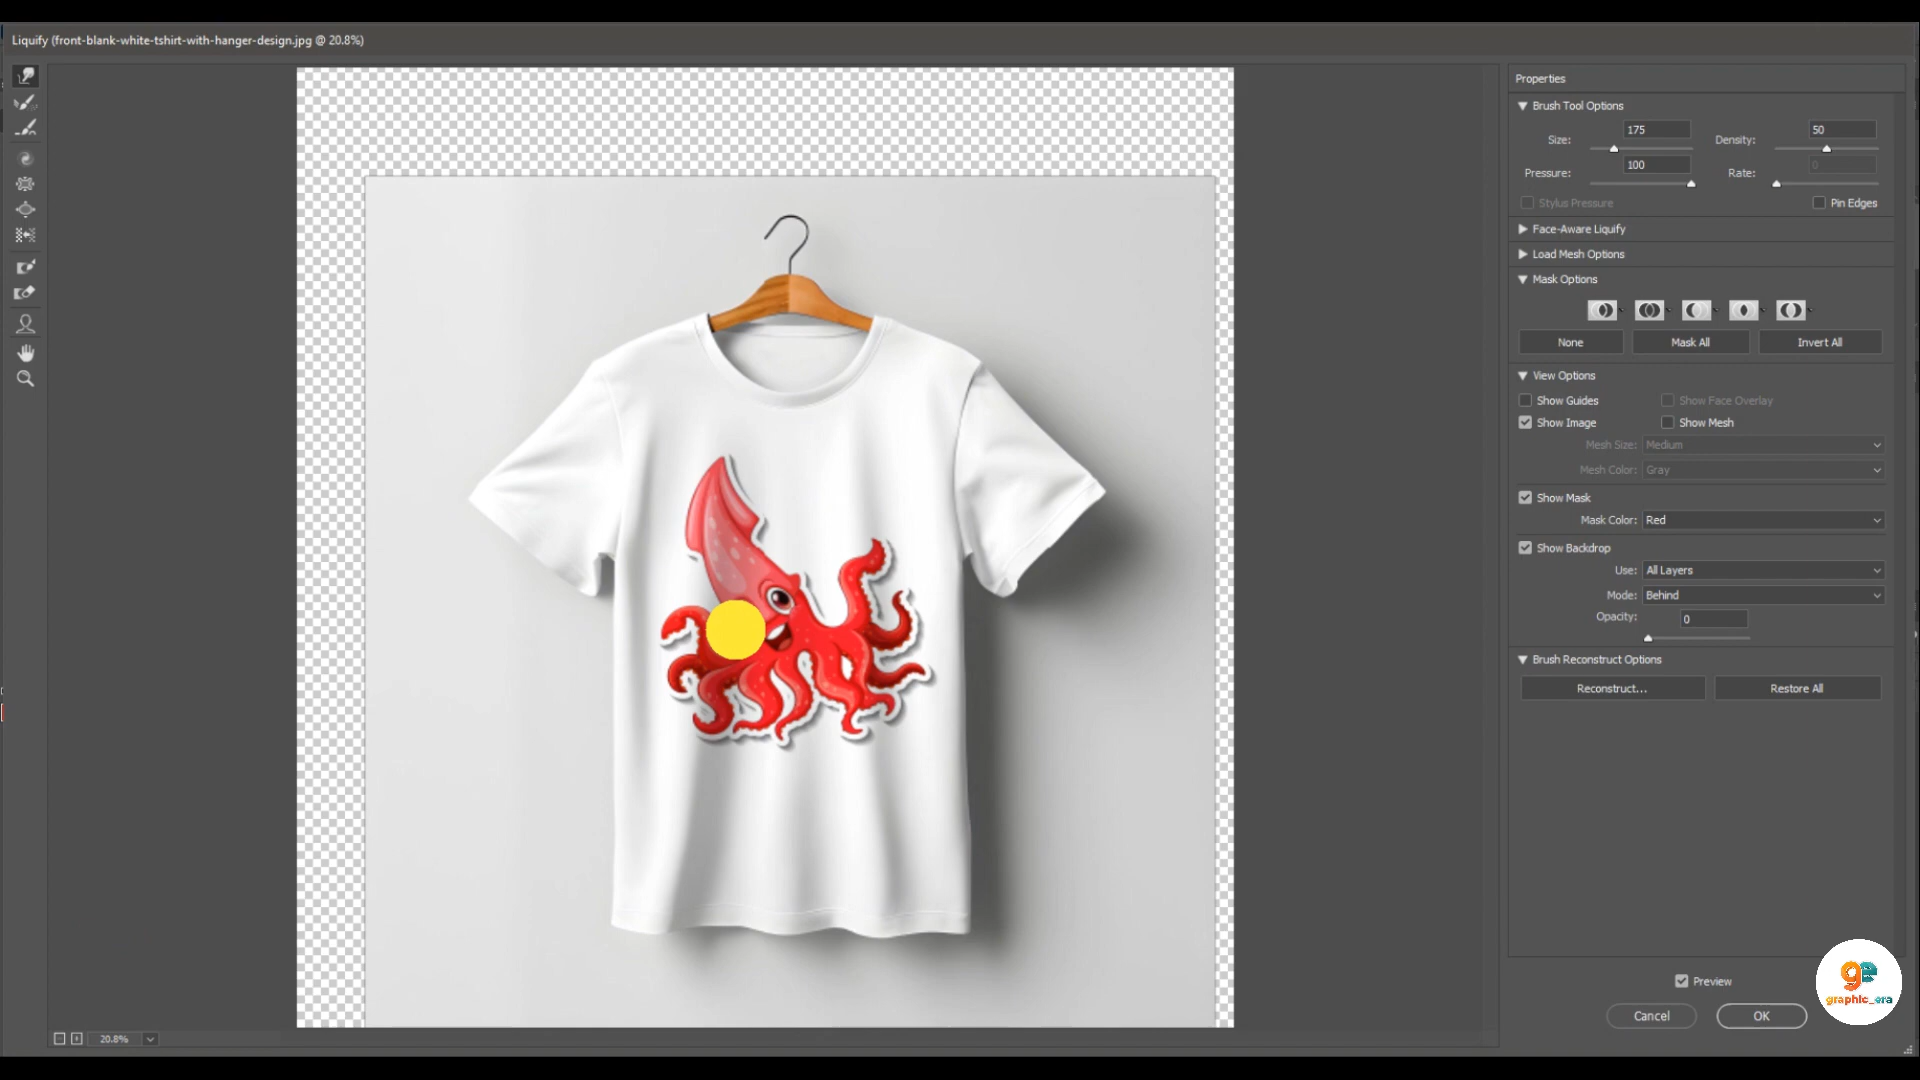 Liquify (front-blank-white-tshirt-with-hanger-design.jpg @ 20.8%)
Properties
Brush Tool Options
Size: 175 Density: 50
Pressure: 100 Rate: 0
Stylus Pressure Pin Edges
Face-Aware Liquify
Load Mesh Options
Mask Options
None Mask All Invert All
View Options
Show Guides Show Face Overlay
Show Image Show Mesh
Mesh Size: Medium
Mesh Color: Gray
Show Mask
Mask Color: Red
Show Backdrop
Use: All Layers
Mode: Behind
Opacity: 0
Brush Reconstruct Options
Reconstruct... Restore All
Preview
ge
graphic_era
Cancel OK
20.8%